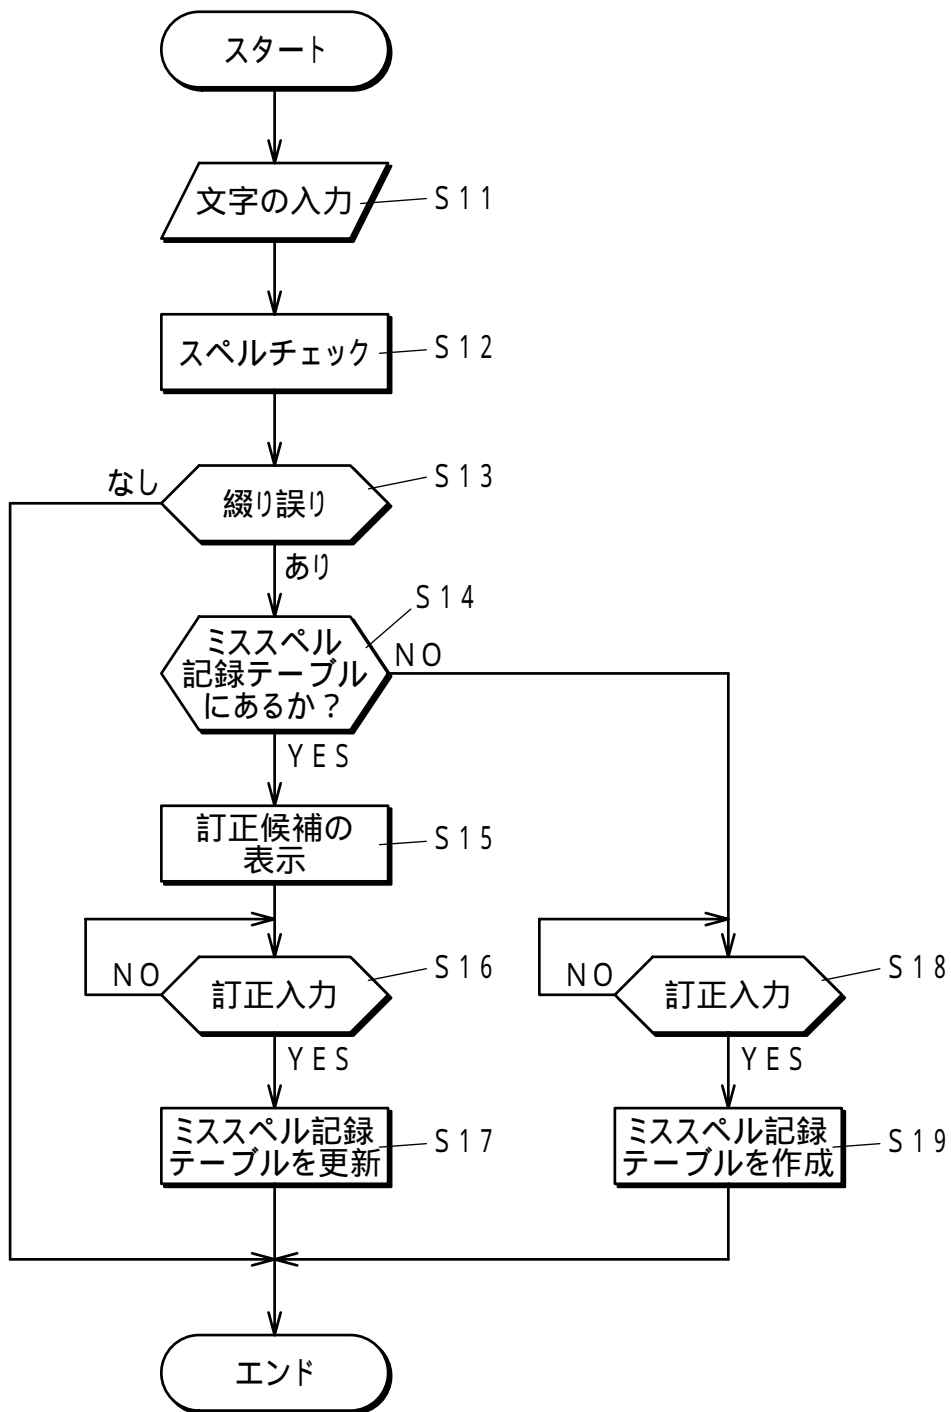 スタート
文字の入力
S11
スペルチェック
S12
なし
綴り誤り
S13
あり
S14
ミススペル
記録テーブル
にあるか？
NO
YES
訂正候補の
表示
S15
NO
訂正入力
S16
NO
訂正入力
S18
YES
YES
ミススペル記録
テーブルを更新
S17
ミススペル記録
テーブルを作成
S19
エンド